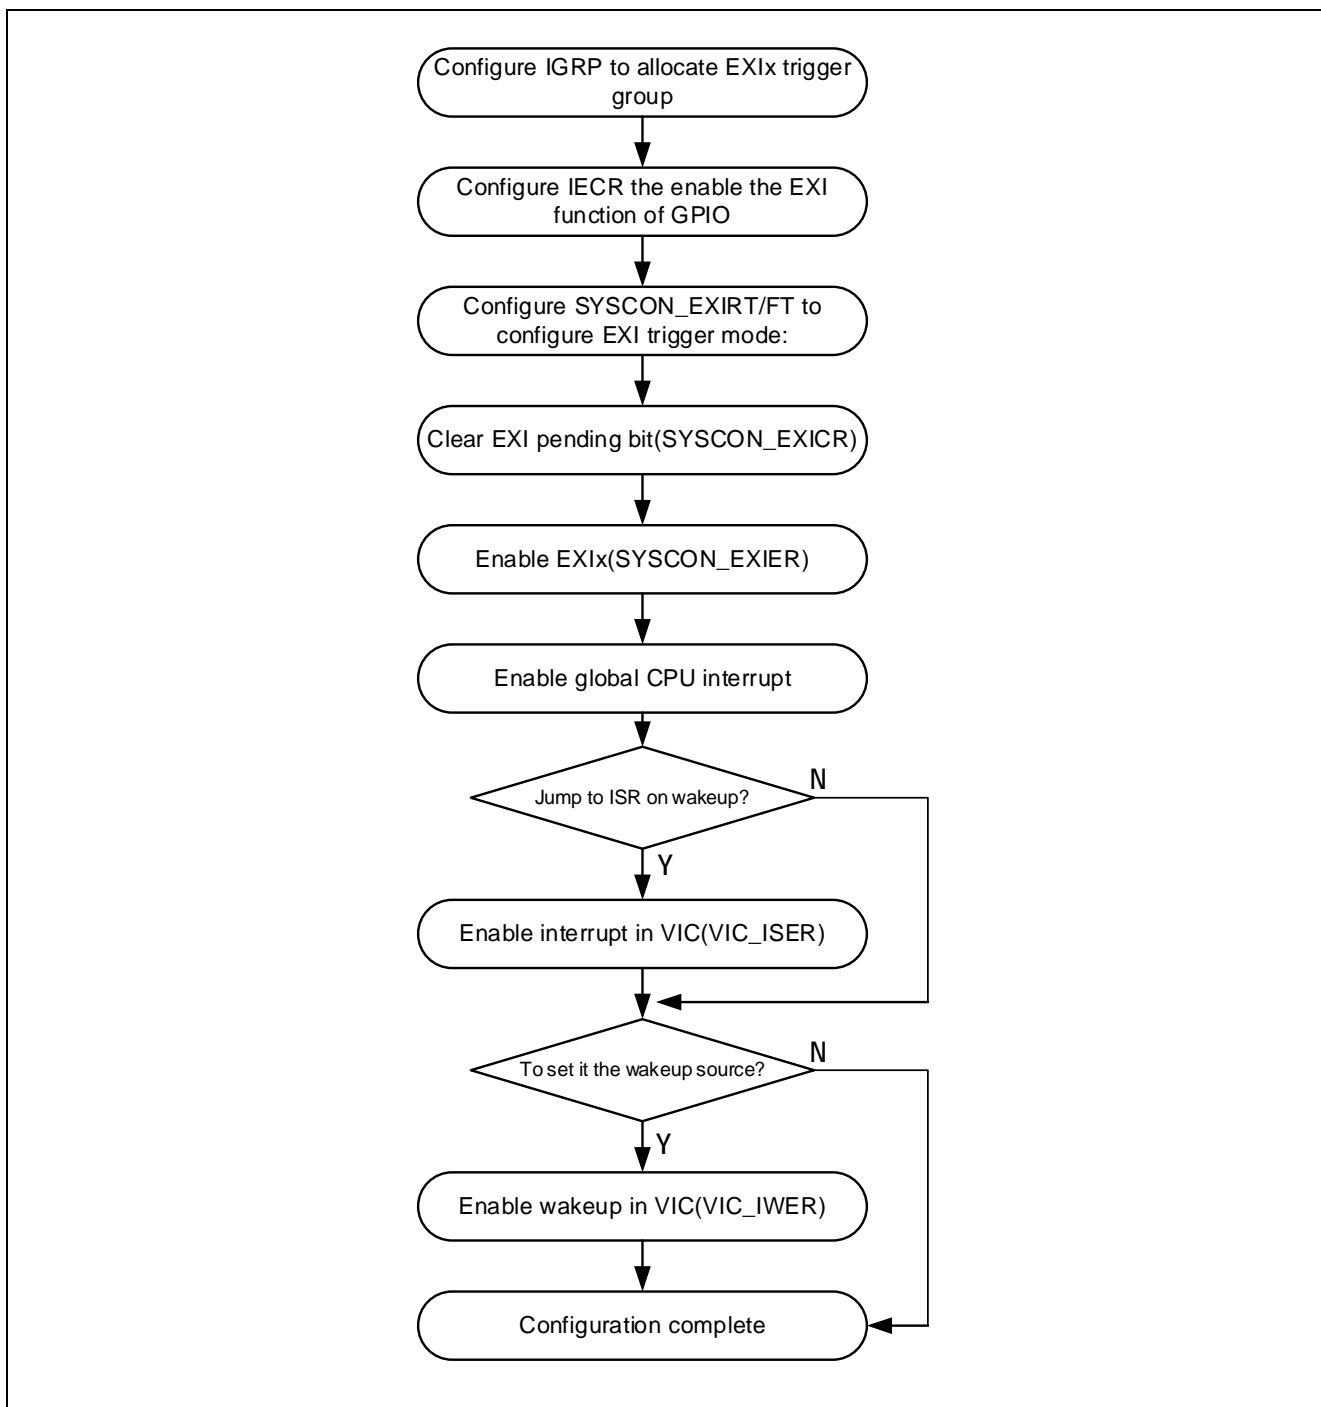 Configure IGRP to allocate EXIx trigger
group
Configure IECR the enable the EXI
function of GPIO
Configure SYSCON_EXIRT/FT to
configure EXI trigger mode:
Clear EXI pending bit(SYSCON_EXICR)
Enable EXIx(SYSCON_EXIER)
Enable global CPU interrupt
N
Jump to ISR on wakeup?
Y
Enable interrupt in VIC(VIC_ISER)
N
To set it the wakeup source?
Y
Enable wakeup in VIC(VIC_IWER)
Configuration complete